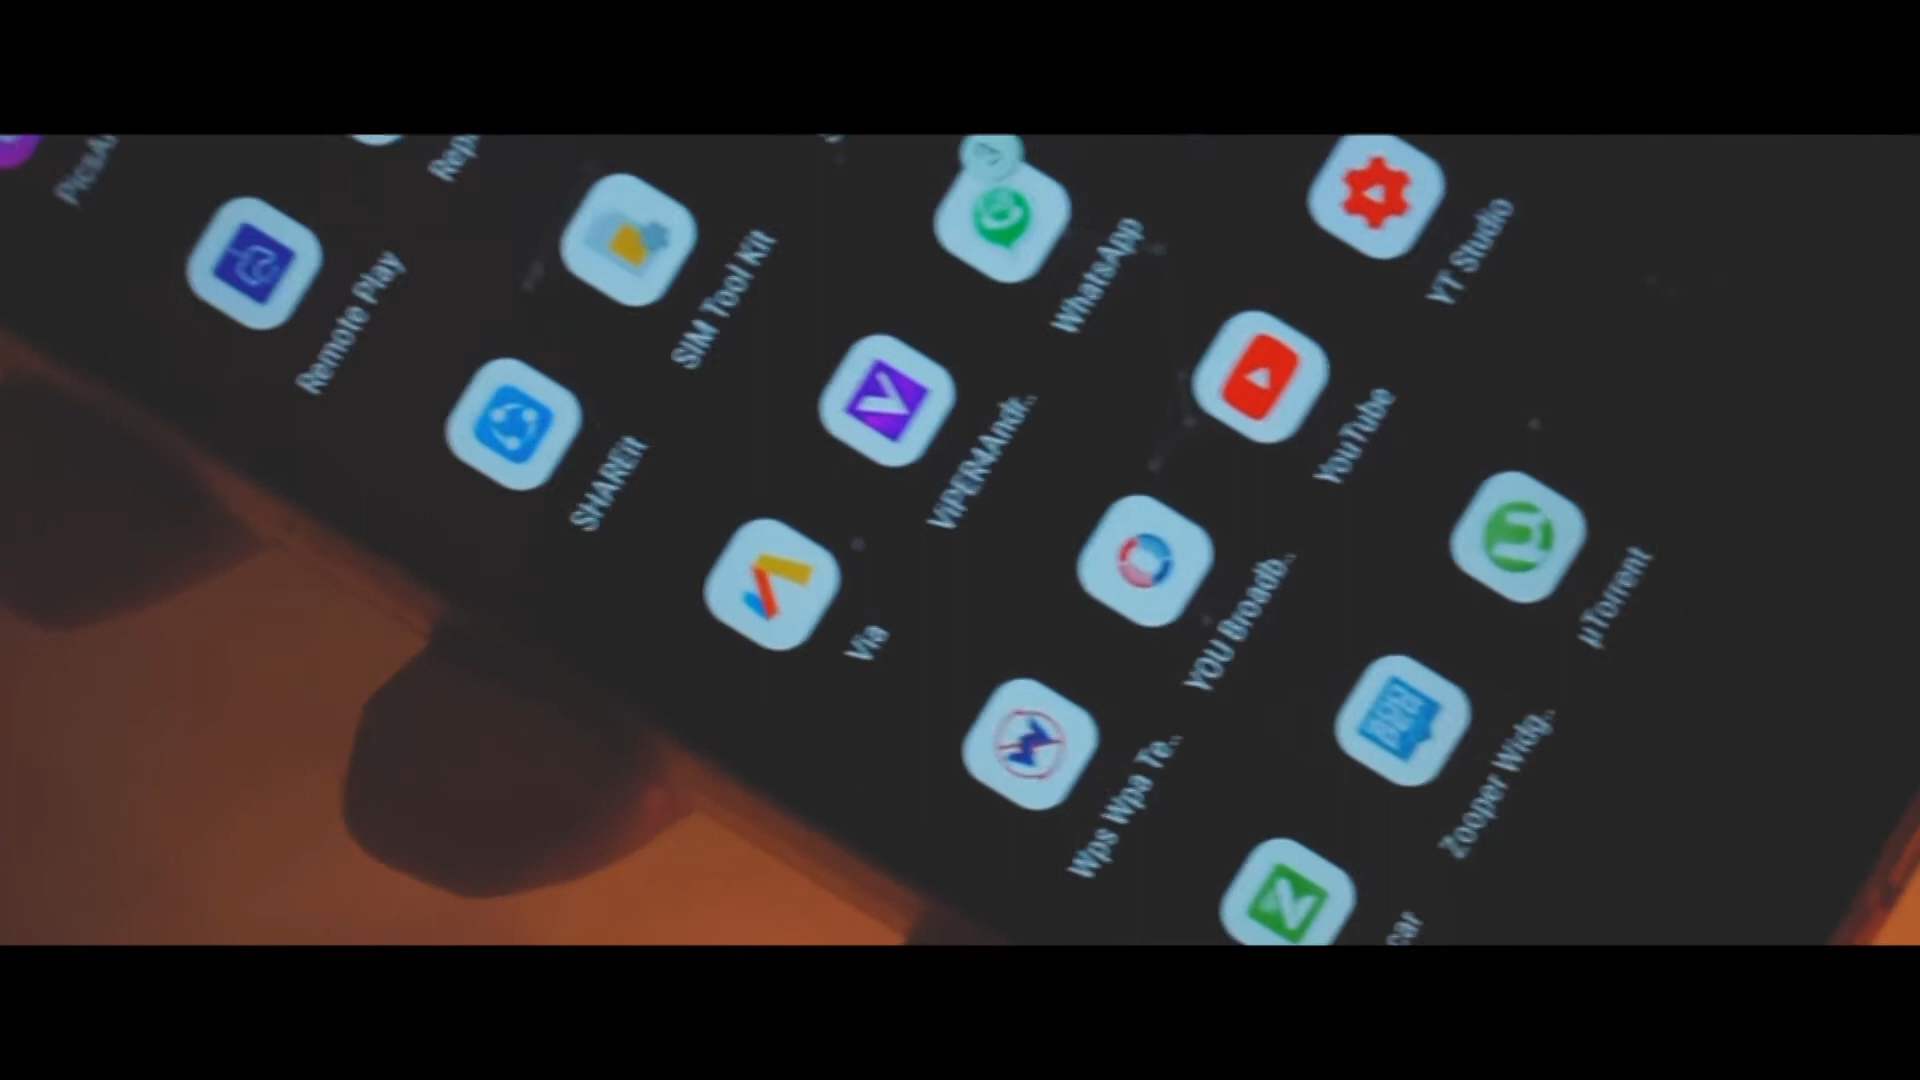 Remote Play
SIM Tool Kit
WhatsApp
YT Studio
SHAREit
ViPER4Andr..
YouTube
Via
YOU Broadb..
µTorrent
Wps Wpa Te..
Zooper Widg..